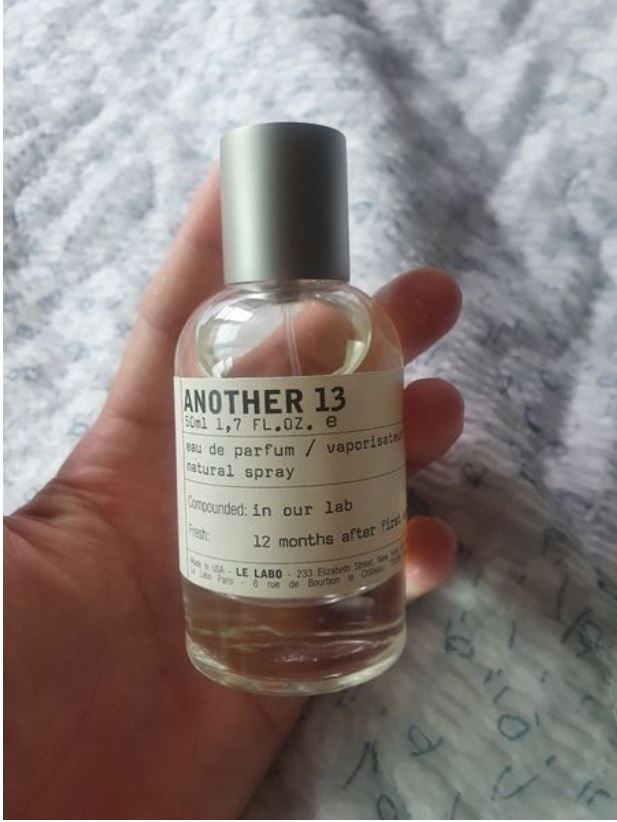 ANOTHER 13
50ml 1,7 FL.OZ. e
eau de parfum / vaporisateur
natural spray
Compounded: in our lab
Fresh: 12 months after first
Made in USA - LE LABO - 233 Elizabeth Street, New
Le Labo Paris - 6 rue de Bourbon le Château,